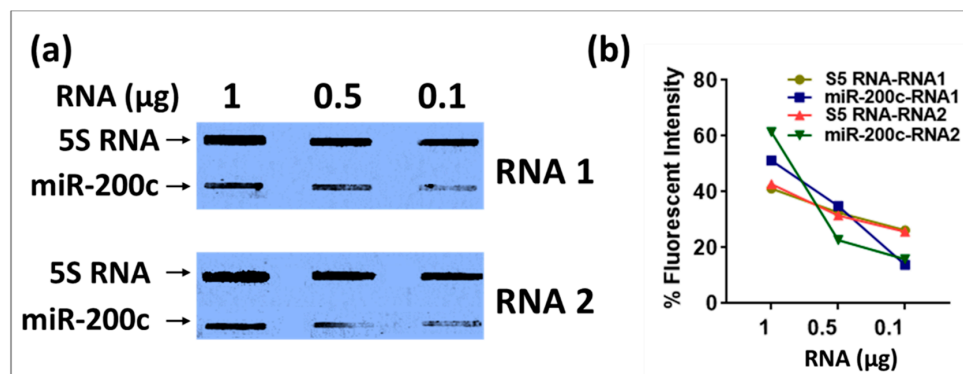 (a)
RNA (µg) 1 0.5 0.1
5S RNA
miR-200c
RNA 1
5S RNA
miR-200c
RNA 2
(b)
% Fluorescent Intensity
80
60
40
20
0
S5 RNA-RNA1
miR-200c-RNA1
S5 RNA-RNA2
miR-200c-RNA2
1 0.5 0.1
RNA (µg)